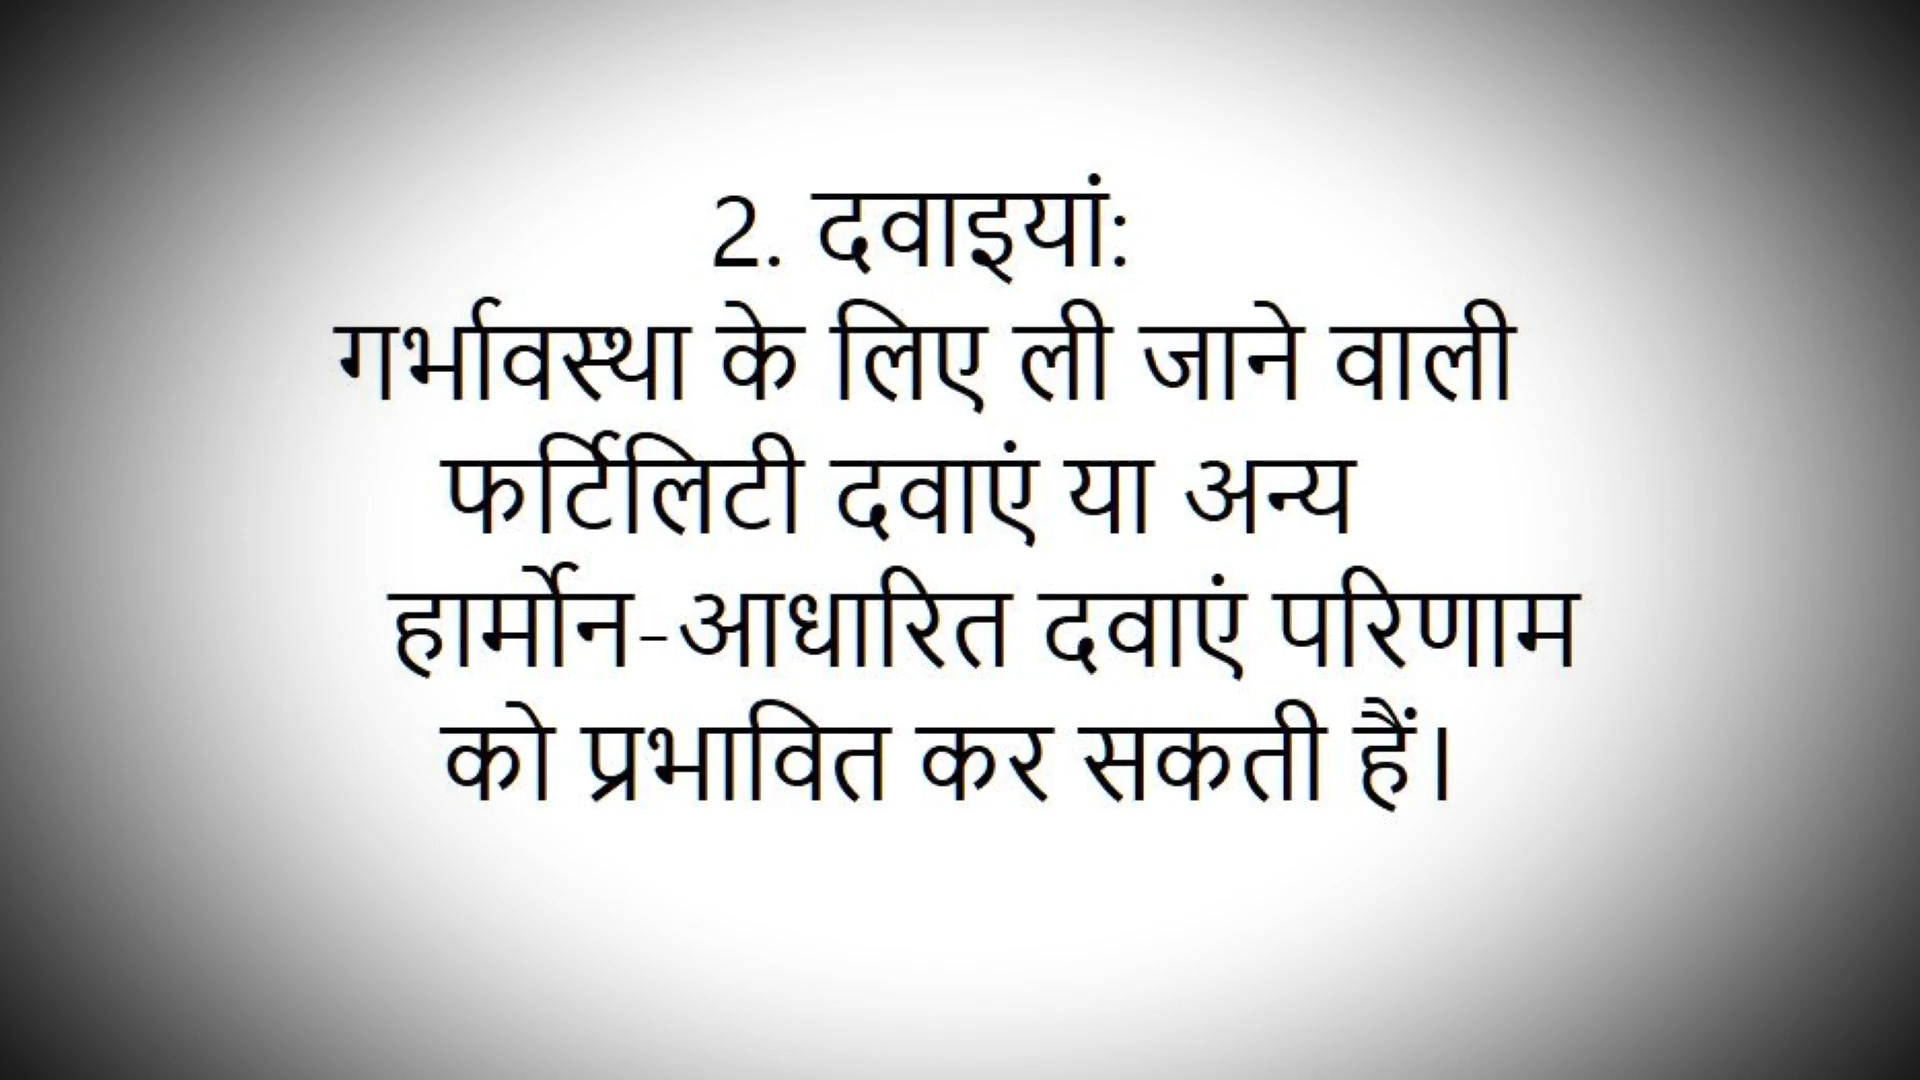 2. दवाइयां:
गर्भावस्था के लिए ली जाने वाली
फर्टिलिटी दवाएं या अन्य
हार्मोन-आधारित दवाएं परिणाम
को प्रभावित कर सकती हैं।